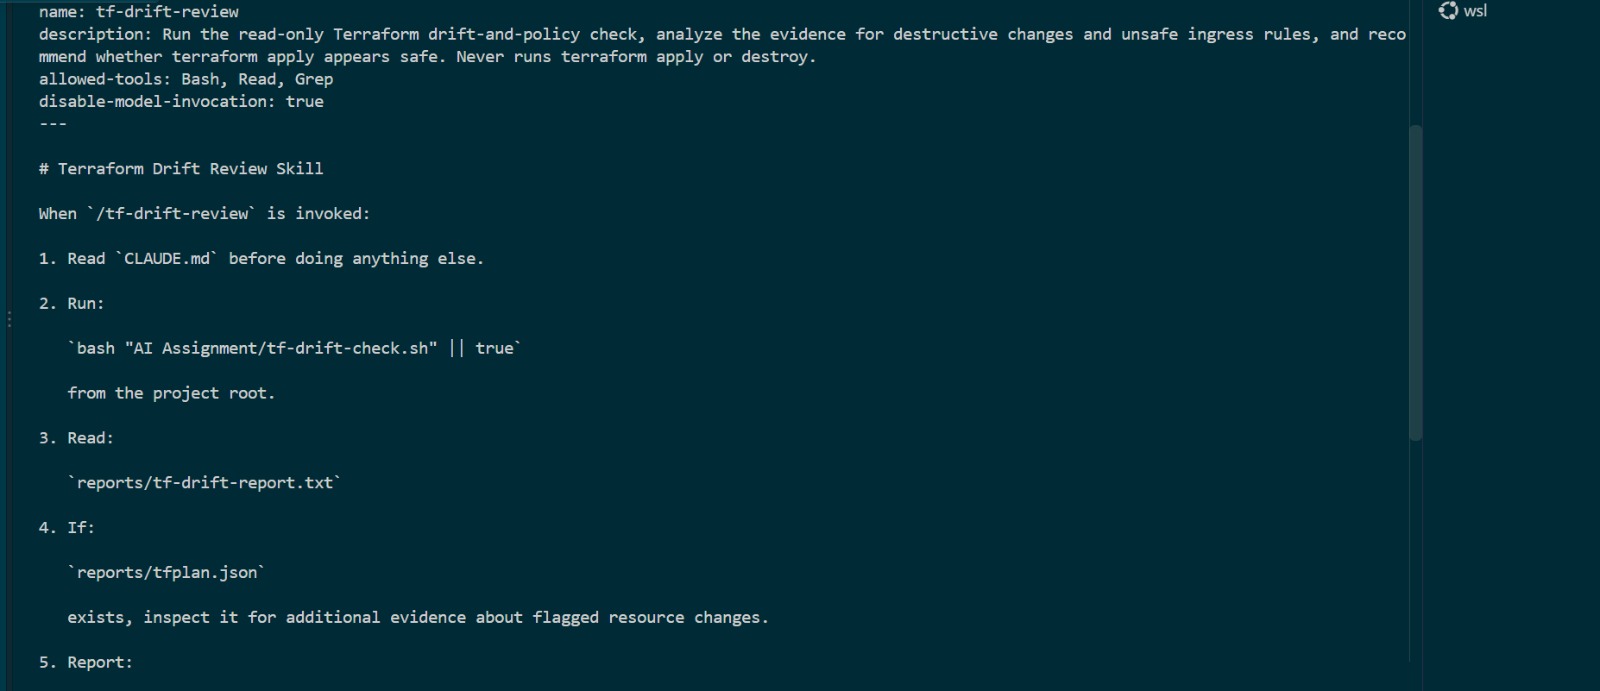 name: tf-drift-review
description: Run the read-only Terraform drift-and-policy check, analyze the evidence for destructive changes and unsafe ingress rules, and reco
mmend whether terraform apply appears safe. Never runs terraform apply or destroy.
allowed-tools: Bash, Read, Grep
disable-model-invocation: true
---
# Terraform Drift Review Skill
When `/tf-drift-review` is invoked:
1. Read `CLAUDE.md` before doing anything else.
2. Run:
`bash "AI Assignment/tf-drift-check.sh" || true`
from the project root.
3. Read:
`reports/tf-drift-report.txt`
4. If:
`reports/tfplan.json`
exists, inspect it for additional evidence about flagged resource changes.
5. Report:
wsl